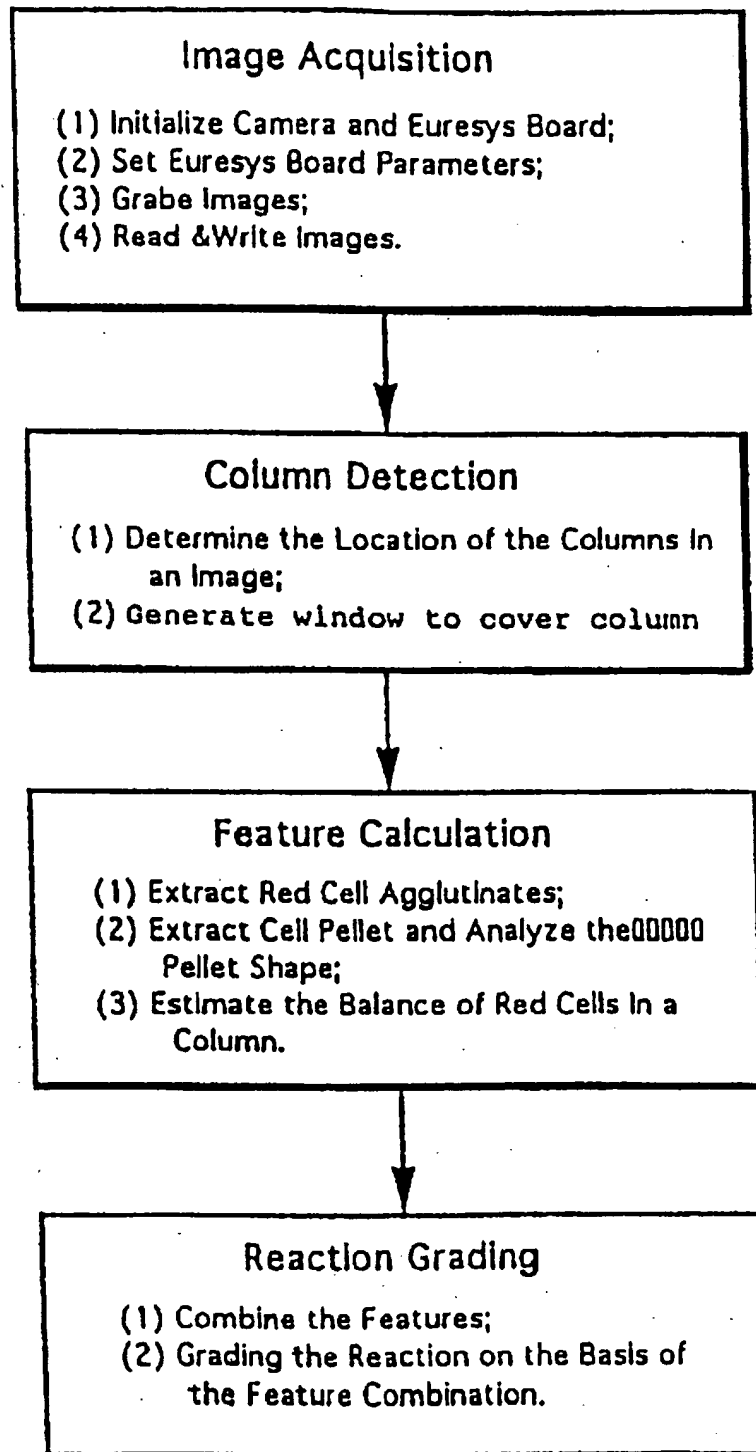 Image Acquisition
(1) Initialize Camera and Euresys Board;
(2) Set Euresys Board Parameters;
(3) Grabe Images;
(4) Read &Write Images.
Column Detection
(1) Determine the Location of the Columns in
an Image;
(2) Generate window to cover column
Feature Calculation
(1) Extract Red Cell Agglutinates;
(2) Extract Cell Pellet and Analyze the▯▯▯▯▯
Pellet Shape;
(3) Estimate the Balance of Red Cells in a
Column.
Reaction Grading
(1) Combine the Features;
(2) Grading the Reaction on the Basis of
the Feature Combination.